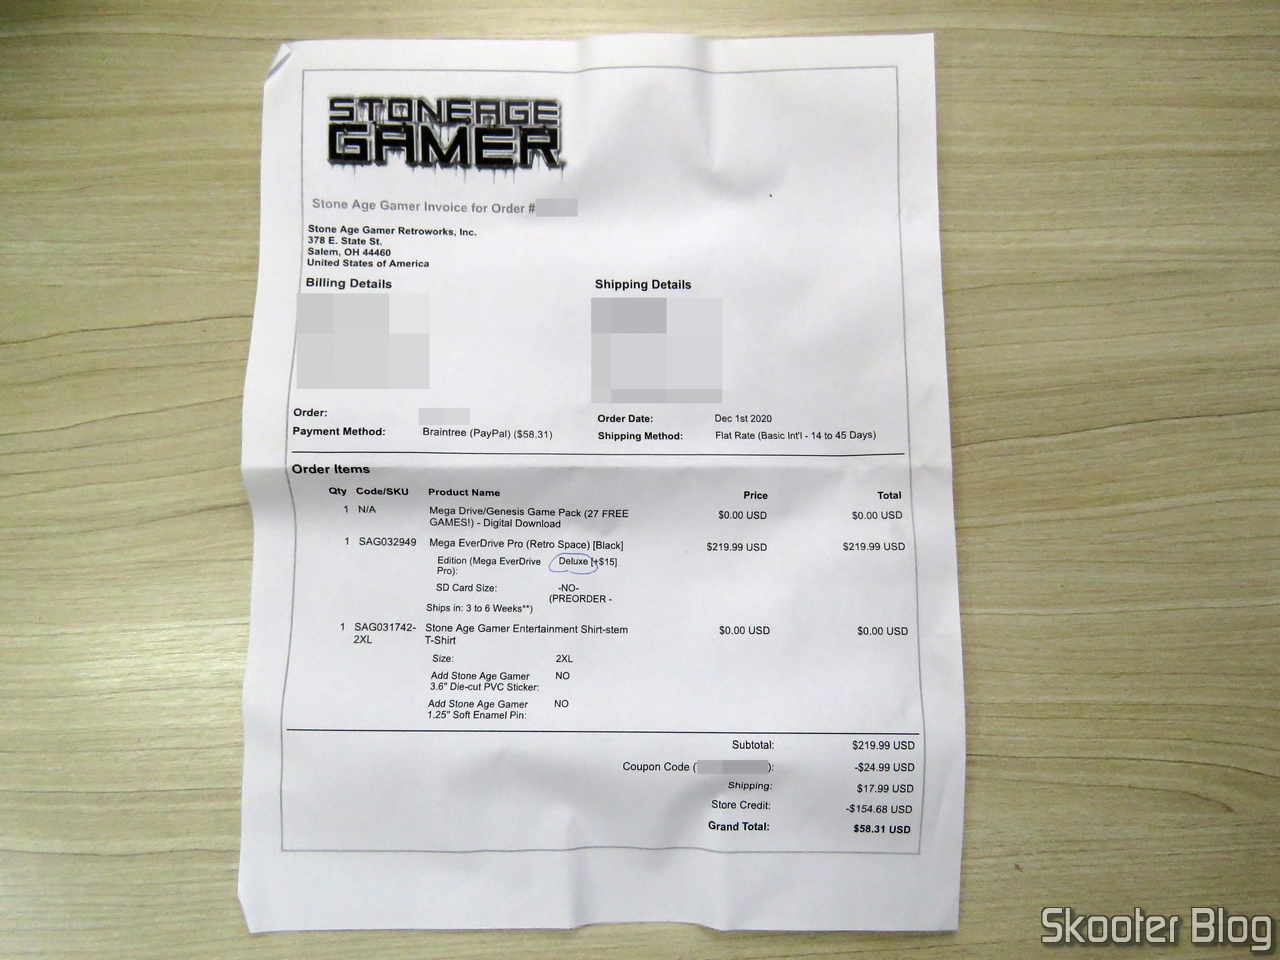 STONEAGE
GAMER
Stone Age Gamer Invoice for Order #
Stone Age Gamer Retroworks, Inc.
378 E. State St.
Salem, OH 44460
United States of America
Billing Details
Shipping Details
Order:
Order Date: Dec 1st 2020
Payment Method: Braintree (PayPal) ($58.31)
Shipping Method: Flat Rate (Basic Int'l - 14 to 45 Days)
Order Items
Qty Code/SKU Product Name Price Total
1 N/A Mega Drive/Genesis Game Pack (27 FREE $0.00 USD $0.00 USD
GAMES!) - Digital Download
1 SAG032949 Mega EverDrive Pro (Retro Space) [Black] $219.99 USD $219.99 USD
Edition (Mega EverDrive Deluxe [+$15]
Pro):
SD Card Size: -NO-
(PREORDER -
Ships in: 3 to 6 Weeks**)
1 SAG031742- Stone Age Gamer Entertainment Shirt-stem $0.00 USD $0.00 USD
2XL T-Shirt
Size: 2XL
Add Stone Age Gamer NO
3.6" Die-cut PVC Sticker:
Add Stone Age Gamer NO
1.25" Soft Enamel Pin:
Subtotal: $219.99 USD
Coupon Code ( ): -$24.99 USD
Shipping: $17.99 USD
Store Credit: -$154.68 USD
Grand Total: $58.31 USD
Skooter Blog